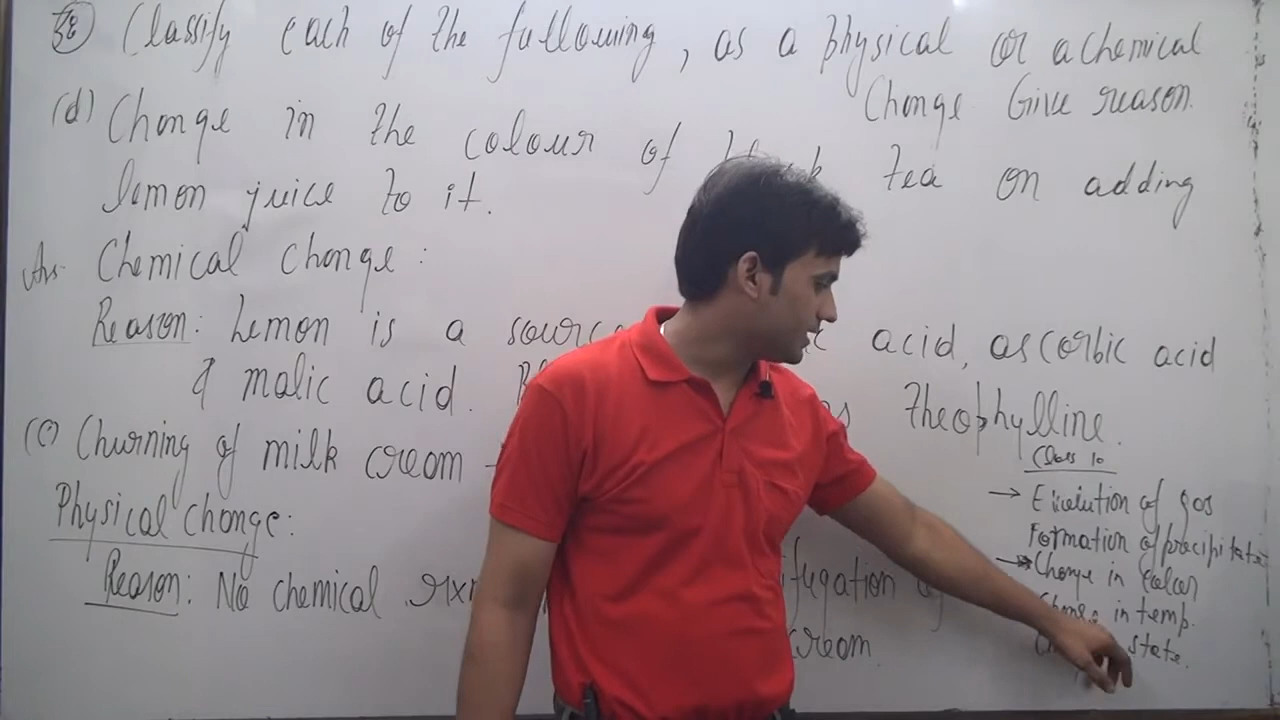 38 Classify each of the following, as a physical or a chemical
Change Give reason.
(d) Change in the colour of tea on adding
lemon juice to it.
Ans. Chemical change :
Reason: Lemon is a acid, ascorbic acid
& malic acid. Theophylline.
(c) Churning of milk cream
Physical change:
Reason: No chemical rxn
cream.
Class 10
→ Evolution of gas
Formation of precipitate
→ Change in Colour
Change in temp.
state.